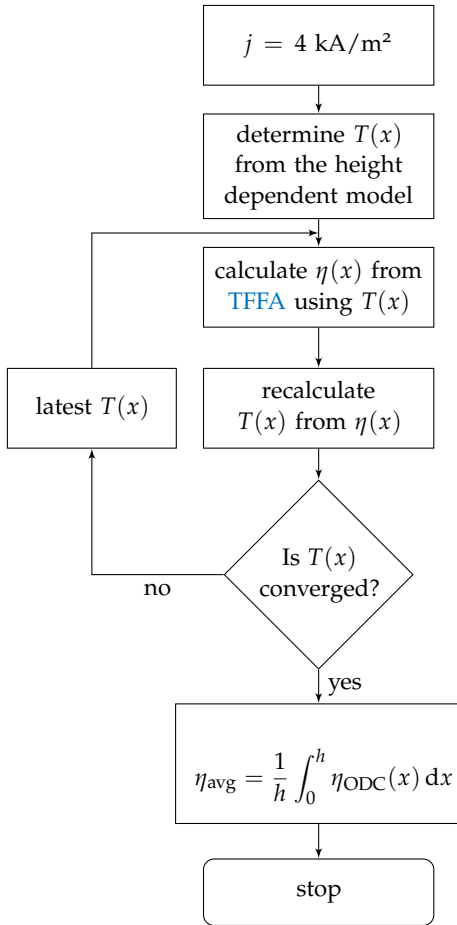 j = 4 kA/m²
determine T(x)
from the height
dependent model
calculate η(x) from
TFFA using T(x)
latest T(x)
recalculate
T(x) from η(x)
Is T(x)
converged?
no
yes
η_avg = 1/h ∫_0^h η_ODC(x) dx
stop